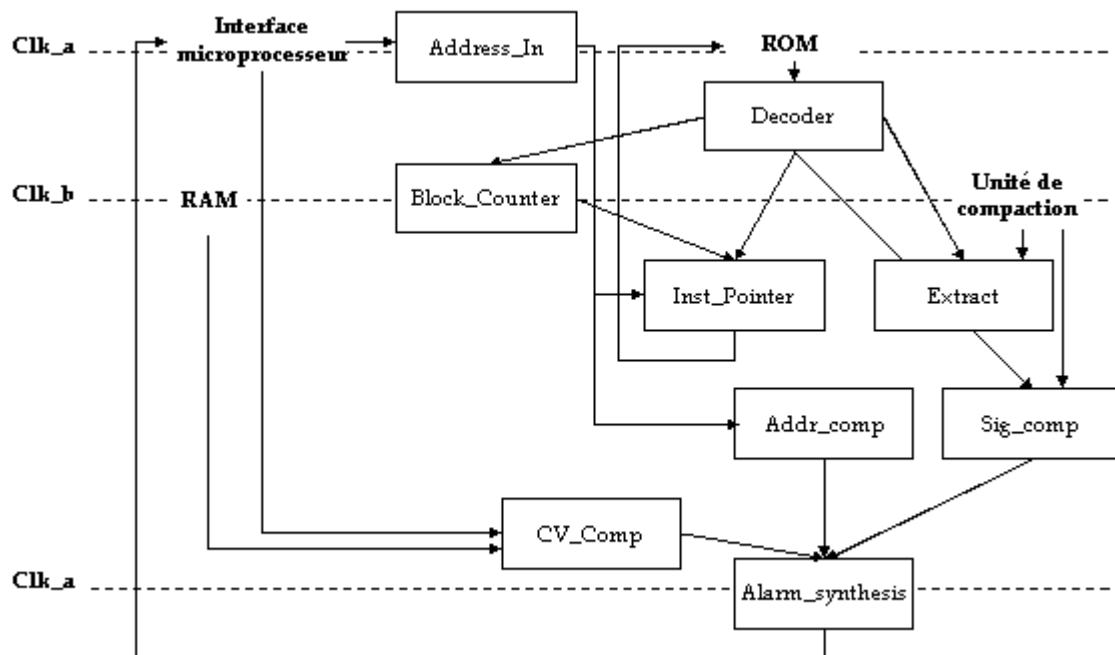 Interface
microprocesseur
Clk_a
Address_In
ROM
Decoder
Clk_b
RAM
Block_Counter
Unité de
compaction
Inst_Pointer
Extract
Addr_comp
Sig_comp
CV_Comp
Clk_a
Alarm_synthesis